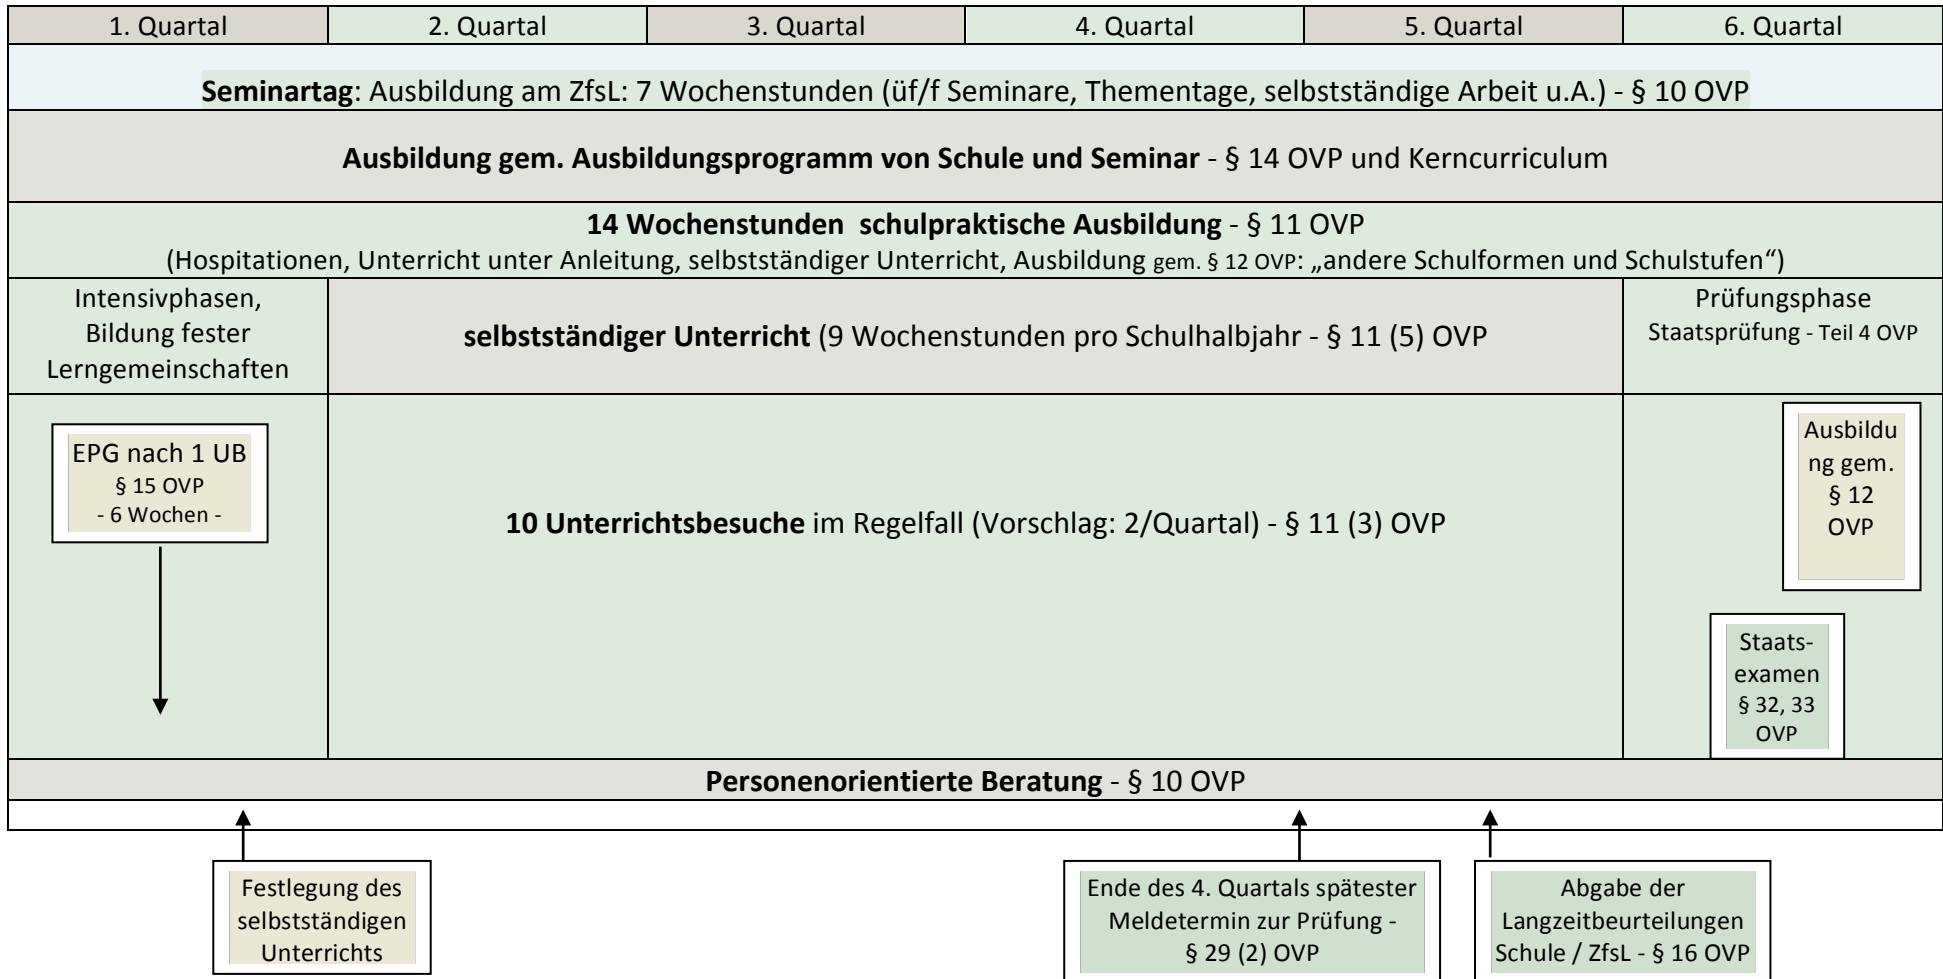 1. Quartal 2. Quartal 3. Quartal 4. Quartal 5. Quartal 6. Quartal
Seminartag: Ausbildung am ZfsL: 7 Wochenstunden (üf/f Seminare, Thementage, selbstständige Arbeit u.A.) - § 10 OVP
Ausbildung gem. Ausbildungsprogramm von Schule und Seminar - § 14 OVP und Kerncurriculum
14 Wochenstunden schulpraktische Ausbildung - § 11 OVP
(Hospitationen, Unterricht unter Anleitung, selbstständiger Unterricht, Ausbildung gem. § 12 OVP: „andere Schulformen und Schulstufen“)
Intensivphasen,
Bildung fester
Lerngemeinschaften
selbstständiger Unterricht (9 Wochenstunden pro Schulhalbjahr - § 11 (5) OVP
Prüfungsphase
Staatsprüfung - Teil 4 OVP
EPG nach 1 UB
§ 15 OVP
- 6 Wochen -
10 Unterrichtsbesuche im Regelfall (Vorschlag: 2/Quartal) - § 11 (3) OVP
Ausbildu
ng gem.
§ 12
OVP
Staats-
examen
§ 32, 33
OVP
Personenorientierte Beratung - § 10 OVP
Festlegung des
selbstständigen
Unterrichts
Ende des 4. Quartals spätester
Meldetermin zur Prüfung -
§ 29 (2) OVP
Abgabe der
Langzeitbeurteilungen
Schule / ZfsL - § 16 OVP